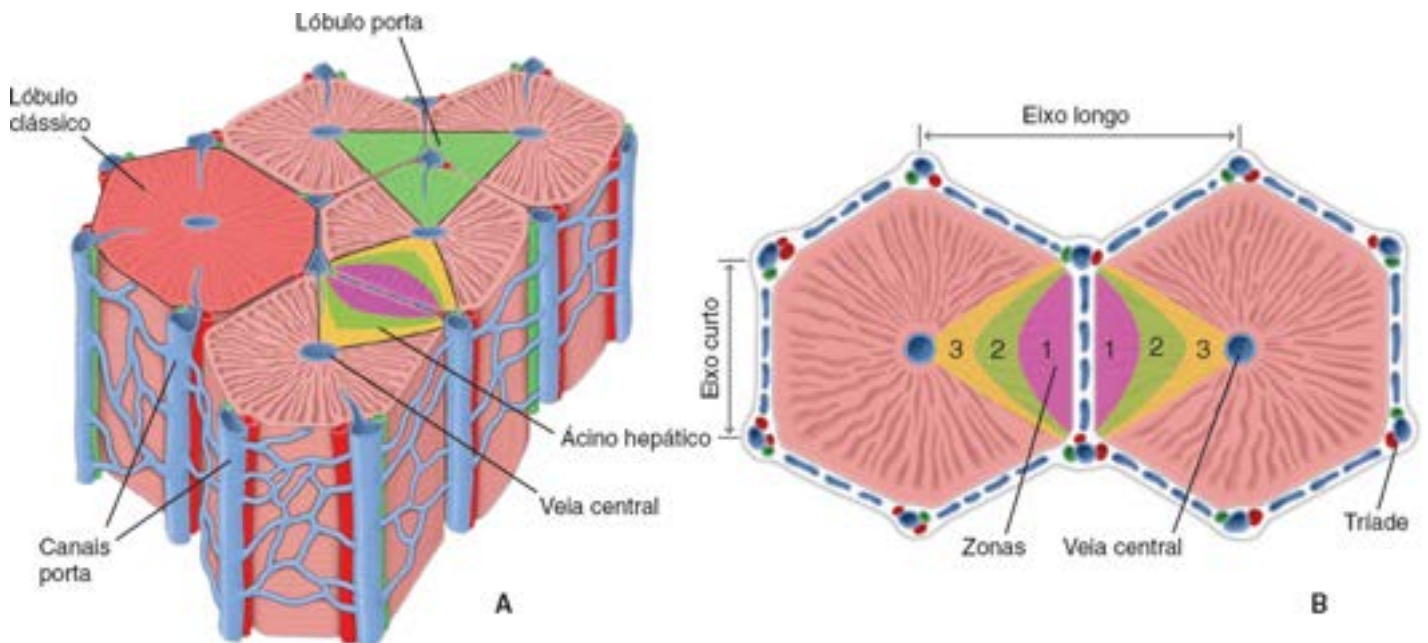 Lóbulo porta
Lóbulo
clássico
Ácino hepático
Veia central
Canais
porta
A
Eixo longo
Eixo curto
3
2
1
1
2
3
Zonas
Veia central
Tríade
B